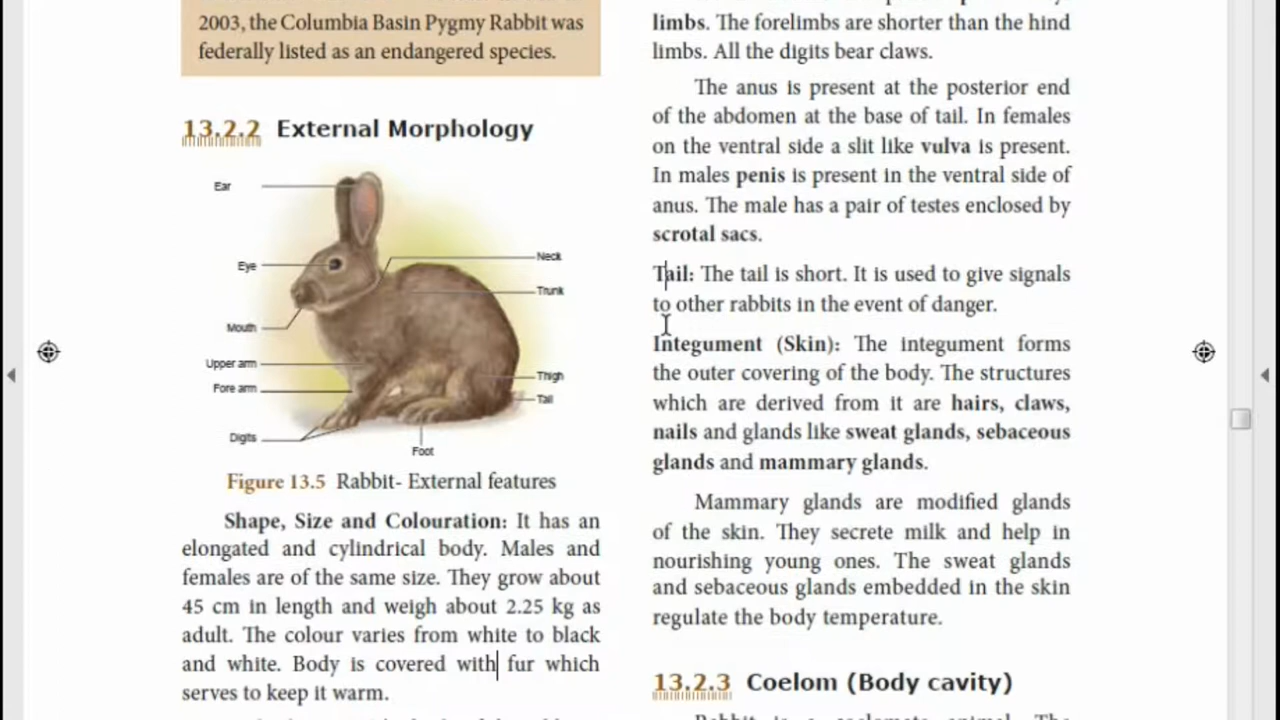 2003, the Columbia Basin Pygmy Rabbit was
federally listed as an endangered species.
13.2.2 External Morphology
Ear
Eye
Neck
Trunk
Mouth
Upper arm
Fore arm
Thigh
Tail
Digits
Foot
Figure 13.5 Rabbit- External features
Shape, Size and Colouration: It has an
elongated and cylindrical body. Males and
females are of the same size. They grow about
45 cm in length and weigh about 2.25 kg as
adult. The colour varies from white to black
and white. Body is covered with fur which
serves to keep it warm.
limbs. The forelimbs are shorter than the hind
limbs. All the digits bear claws.
The anus is present at the posterior end
of the abdomen at the base of tail. In females
on the ventral side a slit like vulva is present.
In males penis is present in the ventral side of
anus. The male has a pair of testes enclosed by
scrotal sacs.
Tail: The tail is short. It is used to give signals
to other rabbits in the event of danger.
Integument (Skin): The integument forms
the outer covering of the body. The structures
which are derived from it are hairs, claws,
nails and glands like sweat glands, sebaceous
glands and mammary glands.
Mammary glands are modified glands
of the skin. They secrete milk and help in
nourishing young ones. The sweat glands
and sebaceous glands embedded in the skin
regulate the body temperature.
13.2.3 Coelom (Body cavity)